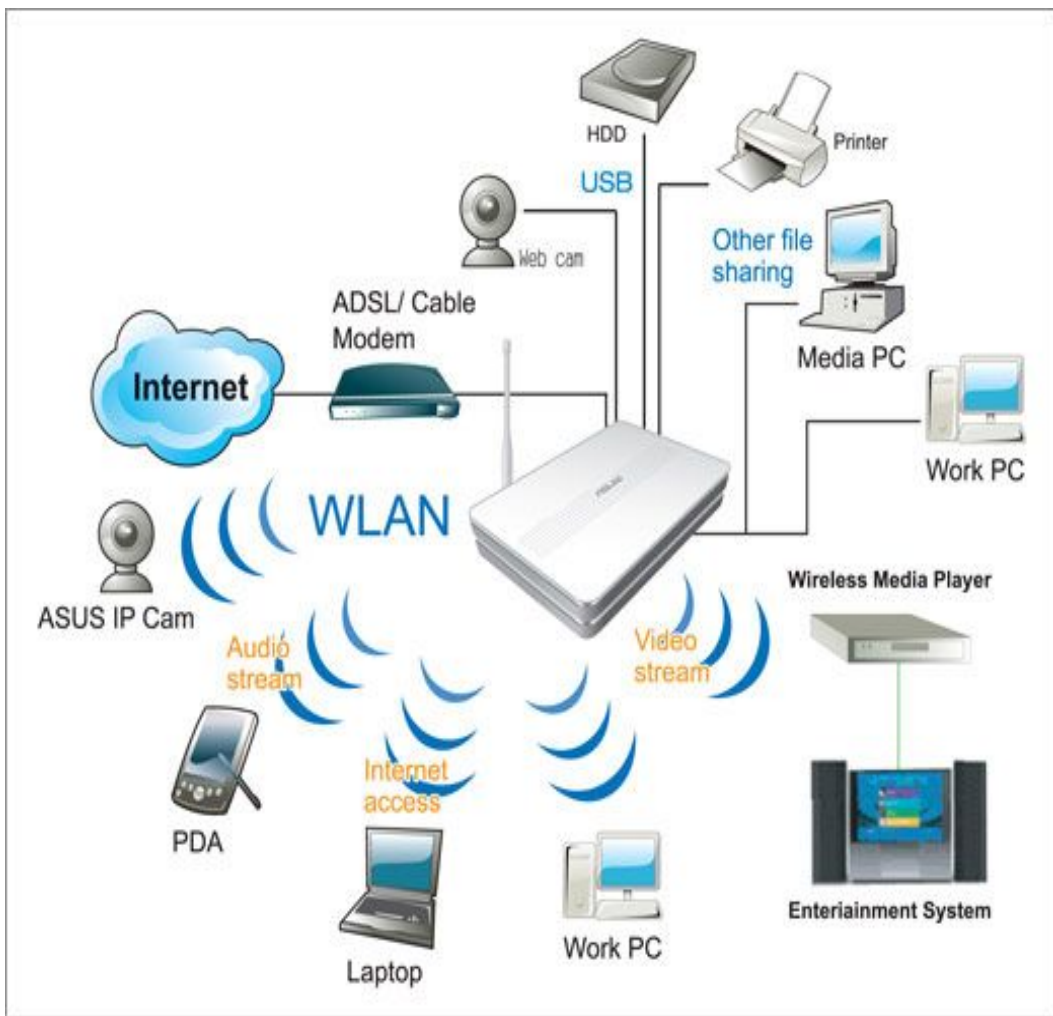 HDD
Printer
USB
Web cam
Other file
sharing
ADSL/ Cable
Modem
Media PC
Internet
Work PC
WLAN
ASUS
Wireless Media Player
ASUS IP Cam
Audio
stream
Video
stream
Internet
access
PDA
Laptop
Work PC
Enteriainment System